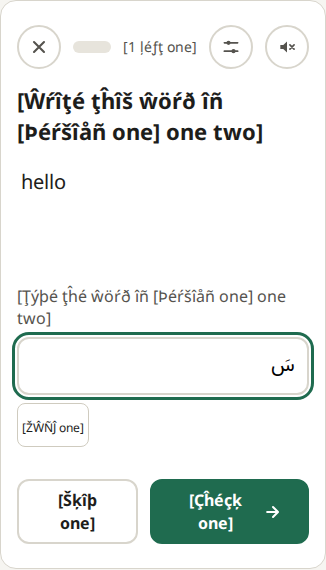 [1 ļéƒţ one]
[Ŵŕîţé ţĥîš ŵöŕð îñ
[Þéŕšîåñ one] one two]
hello
[Ţýþé ţĥé ŵöŕð îñ [Þéŕšîåñ one] one
two]
سَ
[ŽŴÑĴ one]
[Šķîþ
one]
[Çĥéçķ
one]